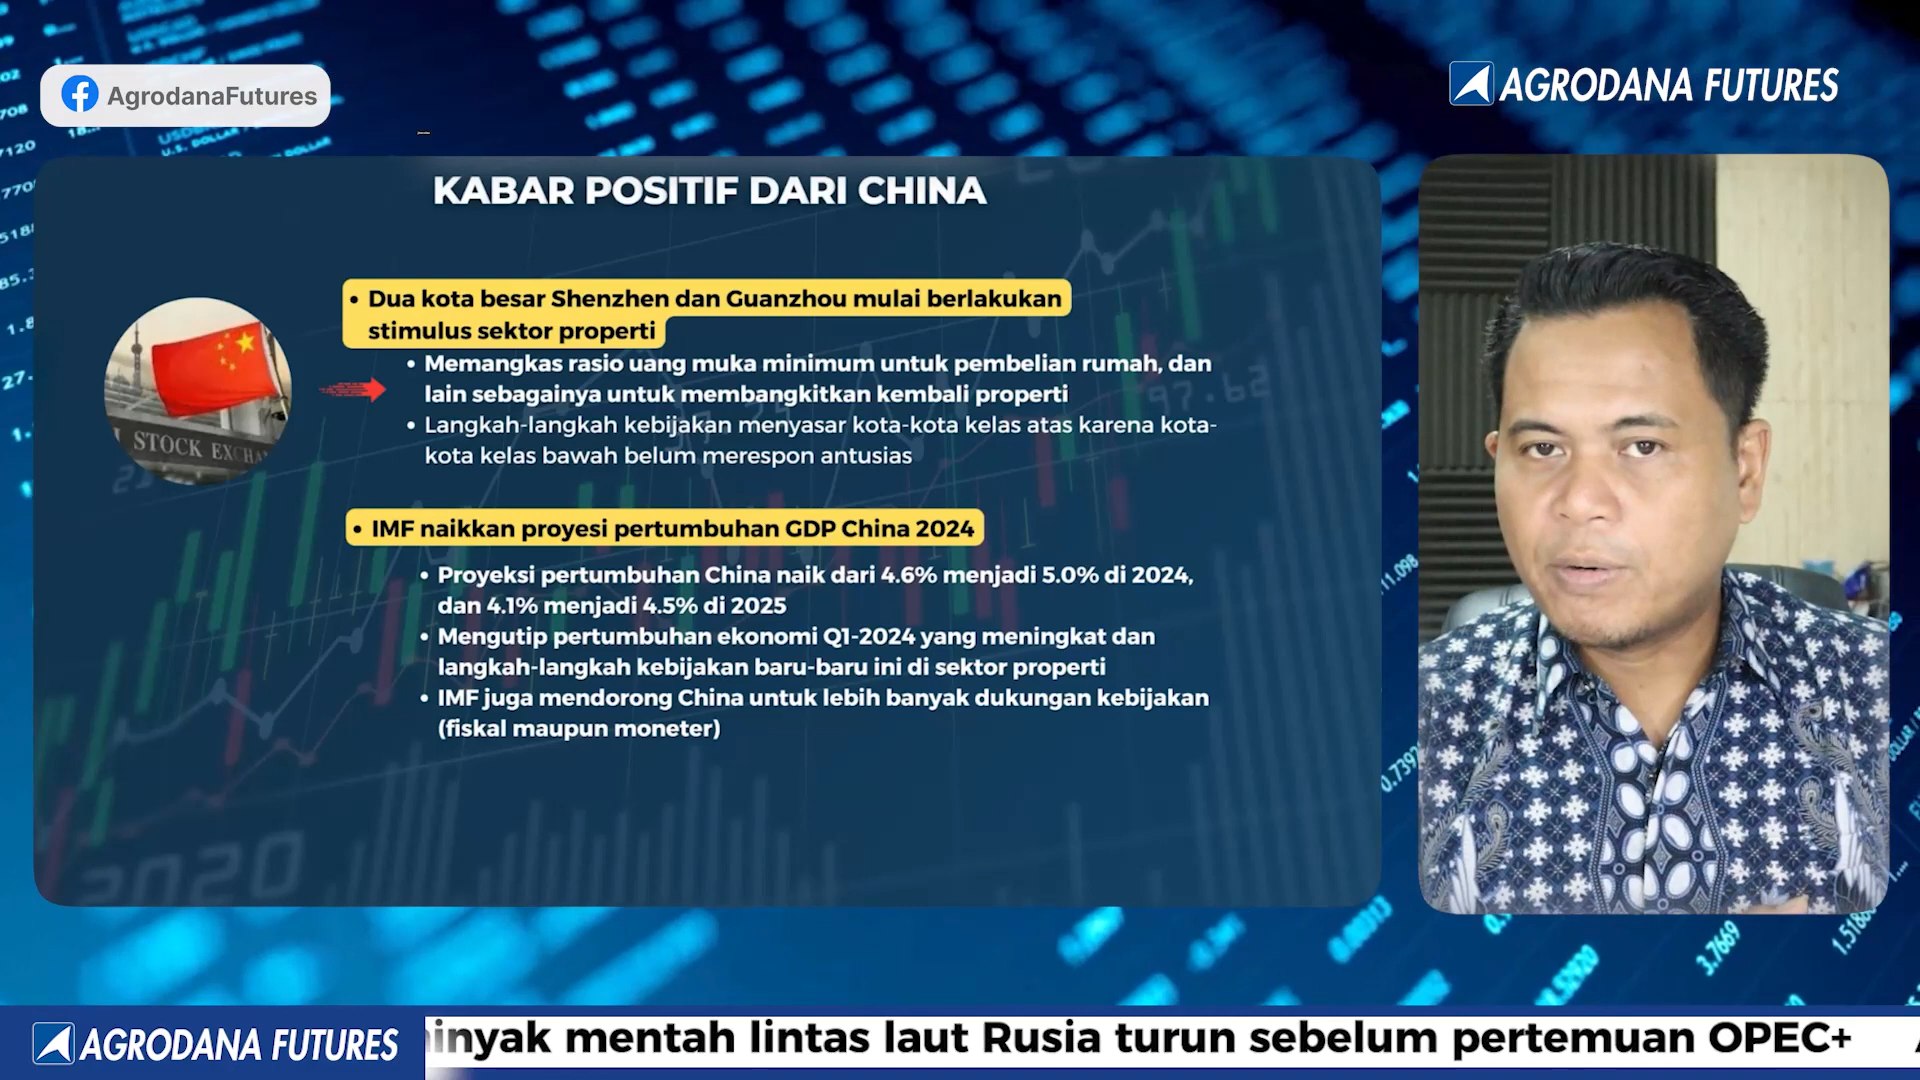 AgrodanaFutures
AGRODANA FUTURES
KABAR POSITIF DARI CHINA
• Dua kota besar Shenzhen dan Guanzhou mulai berlakukan
stimulus sektor properti
• Memangkas rasio uang muka minimum untuk pembelian rumah, dan
lain sebagainya untuk membangkitkan kembali properti
• Langkah-langkah kebijakan menyasar kota-kota kelas atas karena kota-
kota kelas bawah belum merespon antusias
STOCK
• IMF naikkan proyesi pertumbuhan GDP China 2024
• Proyeksi pertumbuhan China naik dari 4.6% menjadi 5.0% di 2024,
dan 4.1% menjadi 4.5% di 2025
• Mengutip pertumbuhan ekonomi Q1-2024 yang meningkat dan
langkah-langkah kebijakan baru-baru ini di sektor properti
• IMF juga mendorong China untuk lebih banyak dukungan kebijakan
(fiskal maupun moneter)
97.62
2020
3.7669
AGRODANA FUTURES
inyak mentah lintas laut Rusia turun sebelum pertemuan OPEC+